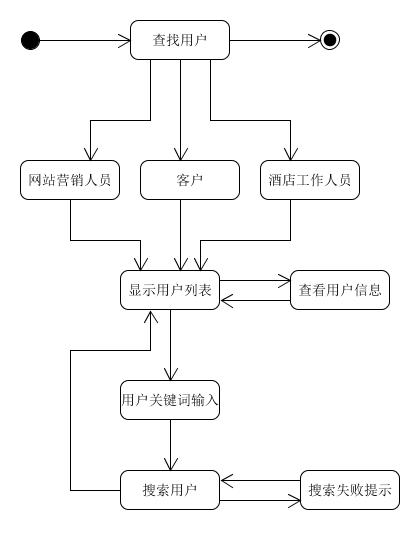 查找用户
网站营销人员
客户
酒店工作人员
显示用户列表
查看用户信息
用户关键词输入
搜索用户
搜索失败提示